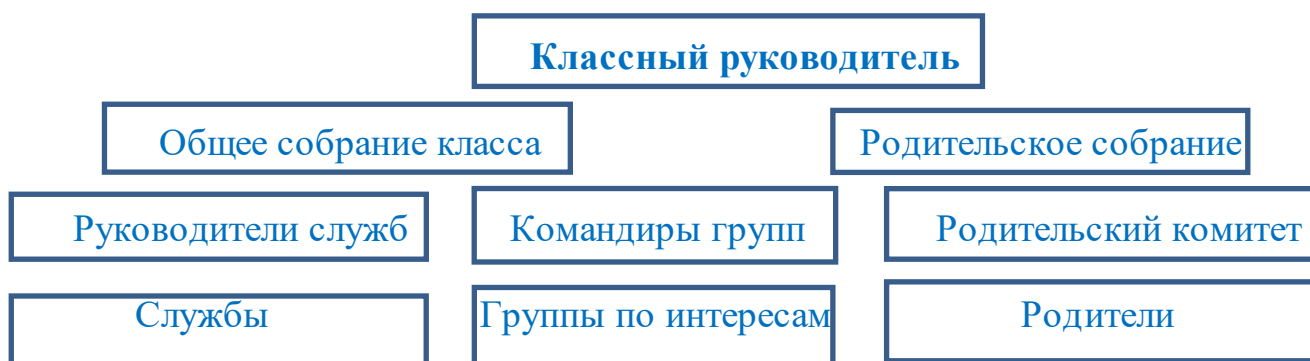 Классный руководитель
Общее собрание класса
Родительское собрание
Руководители служб
Командиры групп
Родительский комитет
Службы
Группы по интересам
Родители